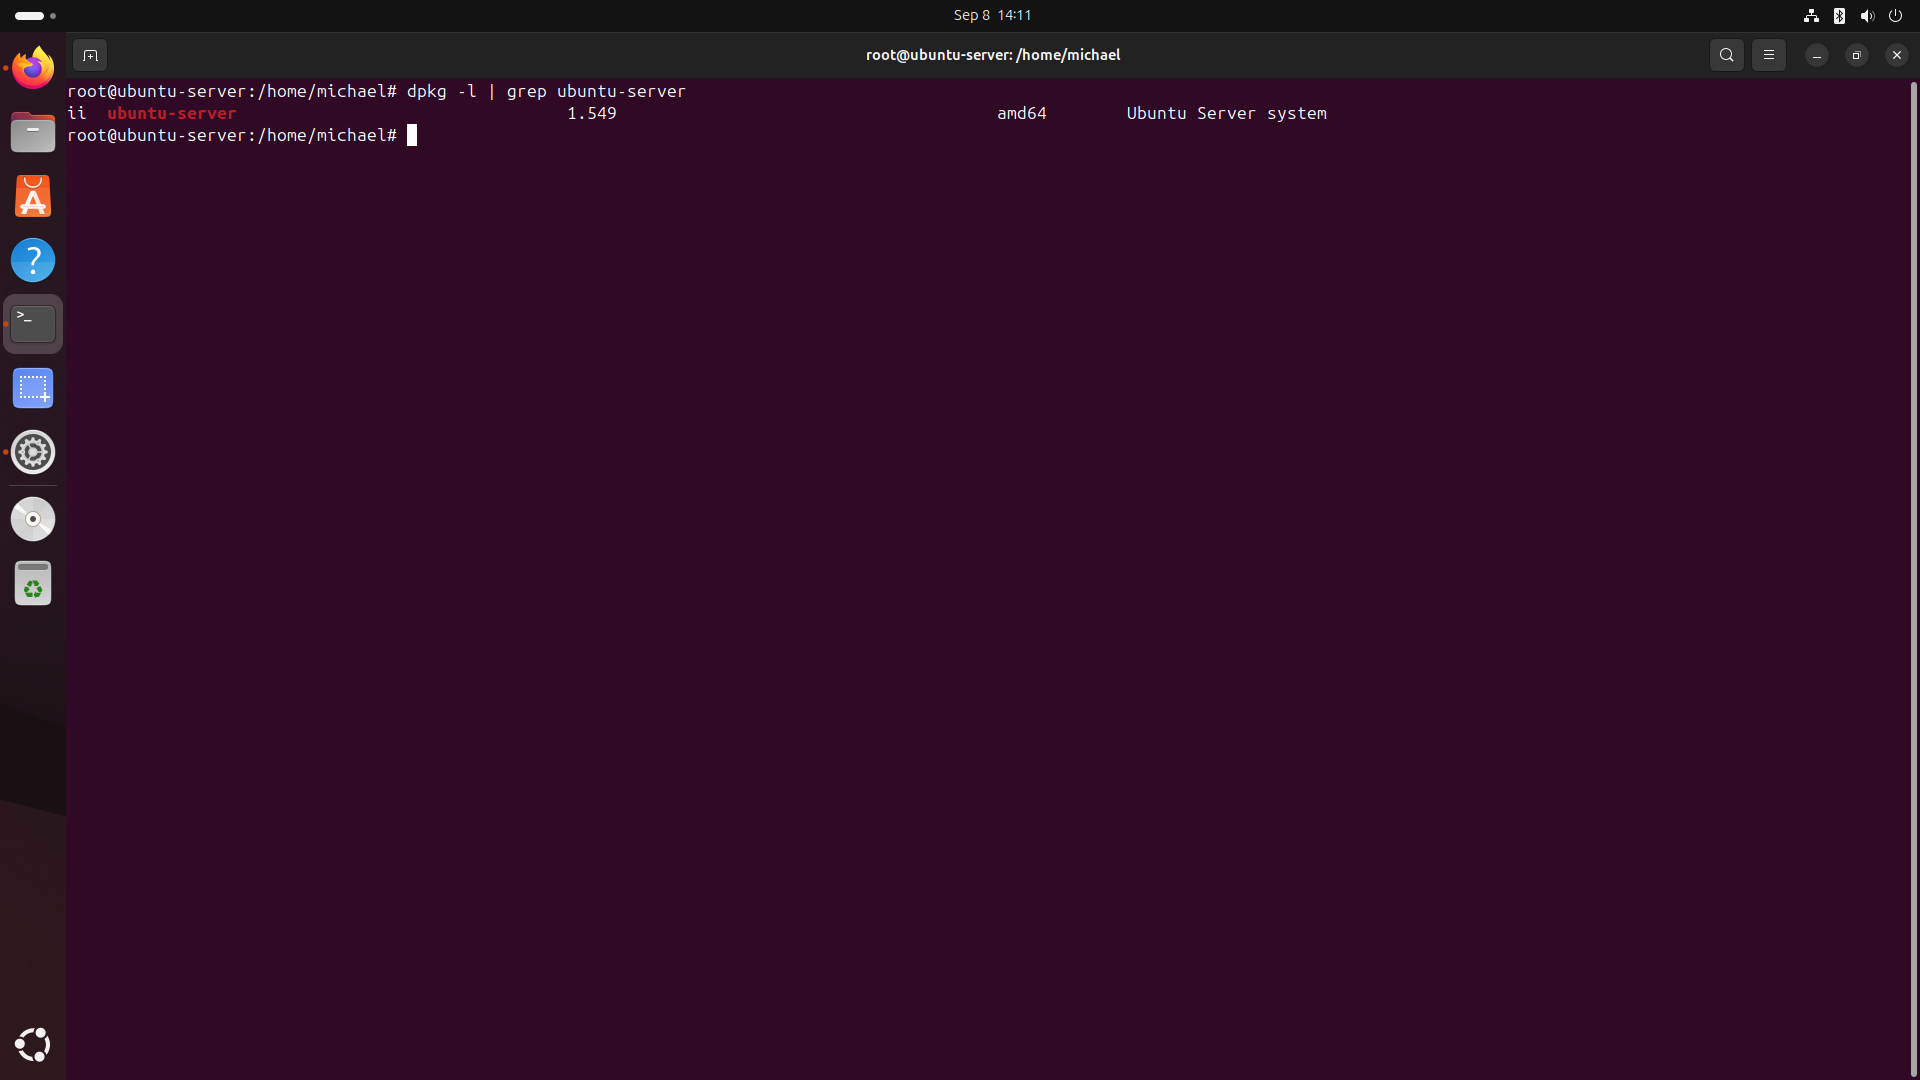 Sep 8 14:11
root@ubuntu-server: /home/michael
root@ubuntu-server:/home/michael# dpkg -l | grep ubuntu-server
ii  ubuntu-server                                 1.549                                      amd64        Ubuntu Server system
root@ubuntu-server:/home/michael#